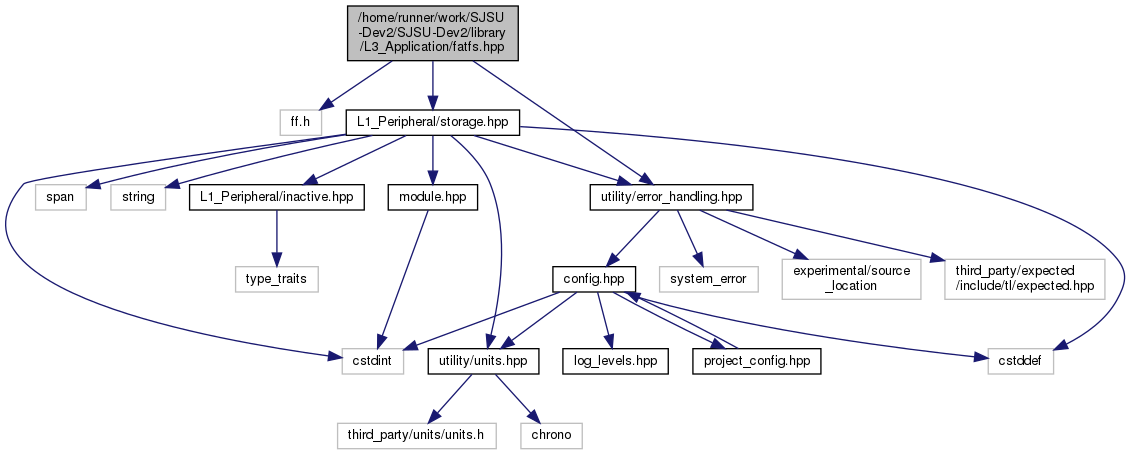 /home/runner/work/SJSU
-Dev2/SJSU-Dev2/library
/L3_Application/fatfs.hpp
ff.h
L1_Peripheral/storage.hpp
span
string
L1_Peripheral/inactive.hpp
module.hpp
utility/error_handling.hpp
type_traits
config.hpp
system_error
experimental/source
_location
third_party/expected
/include/tl/expected.hpp
cstdint
utility/units.hpp
log_levels.hpp
project_config.hpp
cstddef
third_party/units/units.h
chrono